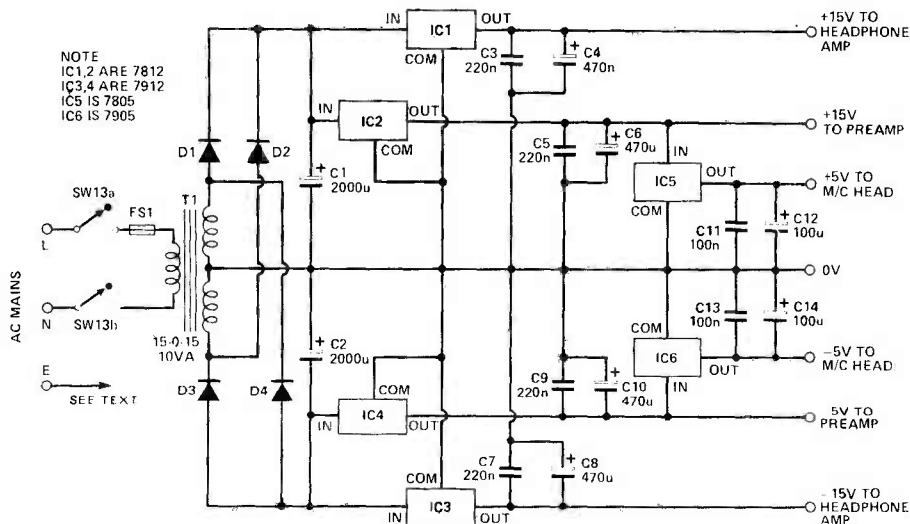 NOTE
IC1,2 ARE 7812
IC3,4 ARE 7912
IC5 IS 7805
IC6 IS 7905
IN
IC1
OUT
COM
C3
220n
+
C4
470n
+15V TO
HEADPHONE
AMP
IN
IC2
OUT
COM
C5
220n
+
C6
470u
+15V
TO PREAMP
D1
D2
+
C1
2000u
IN
IC5
OUT
COM
+5V TO
M/C HEAD
SW13a
FS1
T1
L
C11
100n
+
C12
100u
AC MAINS
0V
N
SW13b
15-0-15
10VA
+
C2
2000u
COM
IC6
OUT
IN
C13
100n
+
C14
100u
-5V TO
M/C HEAD
E
SEE TEXT
D3
D4
COM
IN
IC4
OUT
C9
220n
+
C10
470u
5V TO
PREAMP
COM
IN
IC3
OUT
C7
220n
+
C8
470u
-15V TO
HEADPHONE
AMP